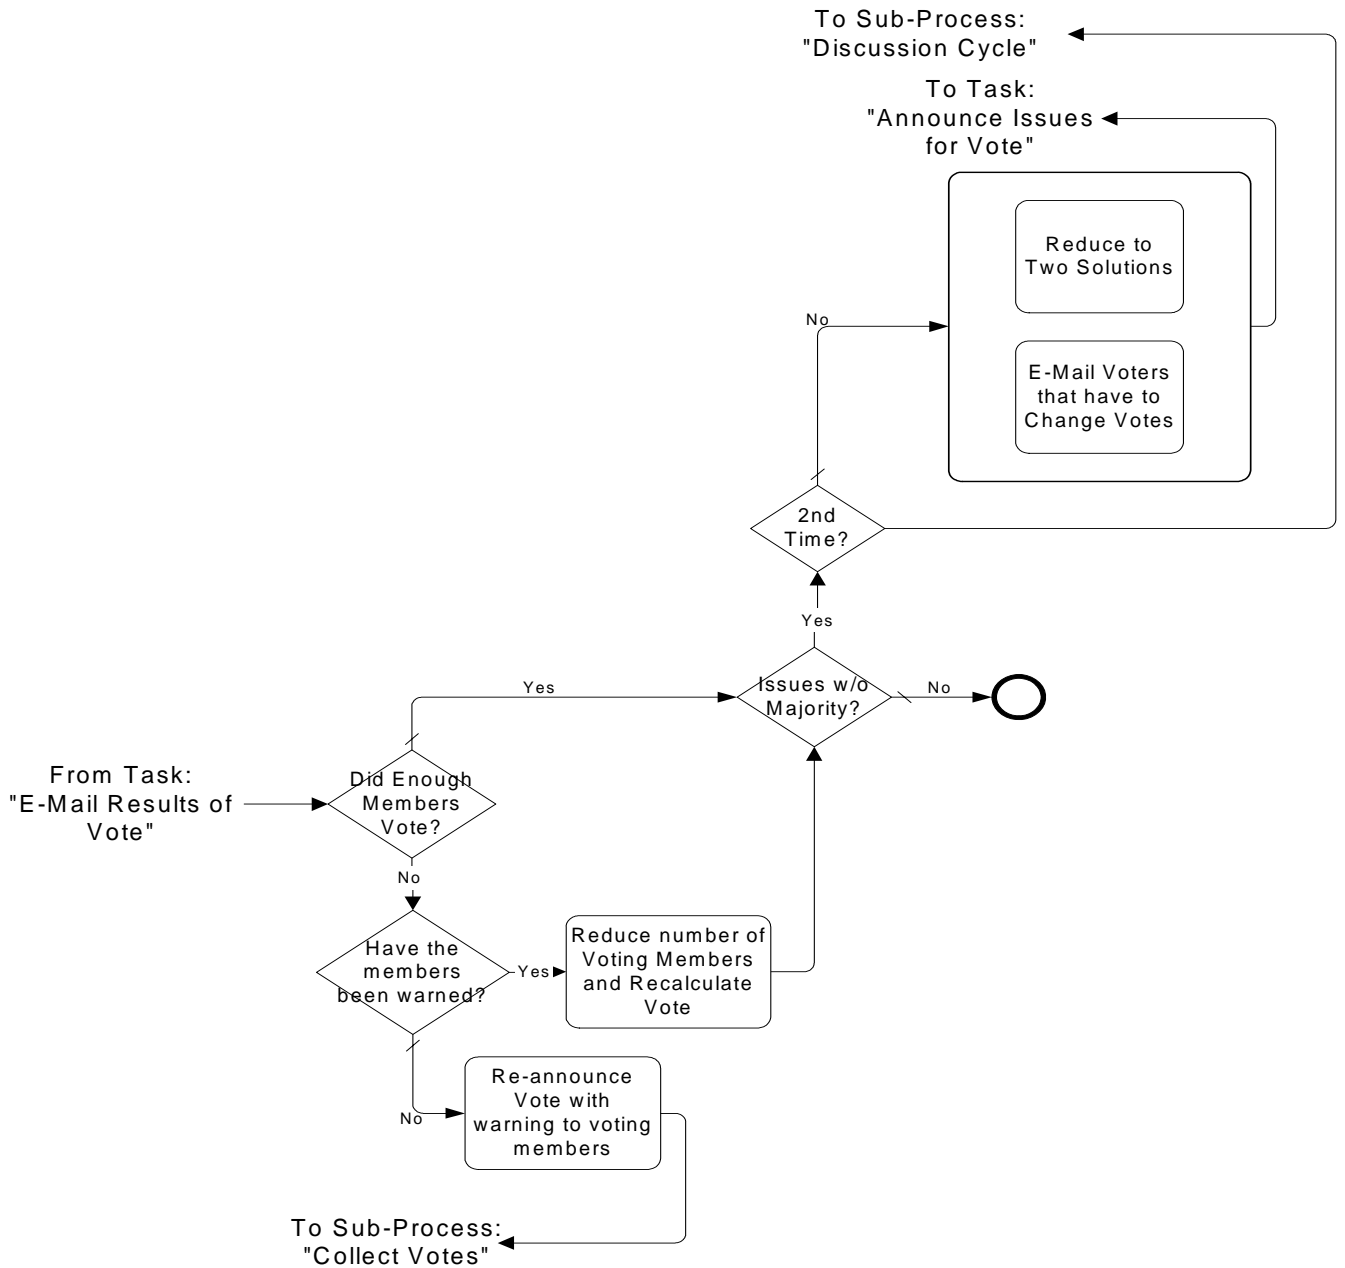 To Sub-Process:
"Discussion Cycle"
To Task:
"Announce Issues
for Vote"
Reduce to
Two Solutions
No
E-Mail Voters
that have to
Change Votes
2nd
Time?
Yes
Issues w/o
Majority?
No
Yes
From Task:
"E-Mail Results of
Vote"
Did Enough
Members
Vote?
No
Have the
members
been warned?
Yes
Reduce number of
Voting Members
and Recalculate
Vote
Re-announce
Vote with
warning to voting
members
No
To Sub-Process:
"Collect Votes"